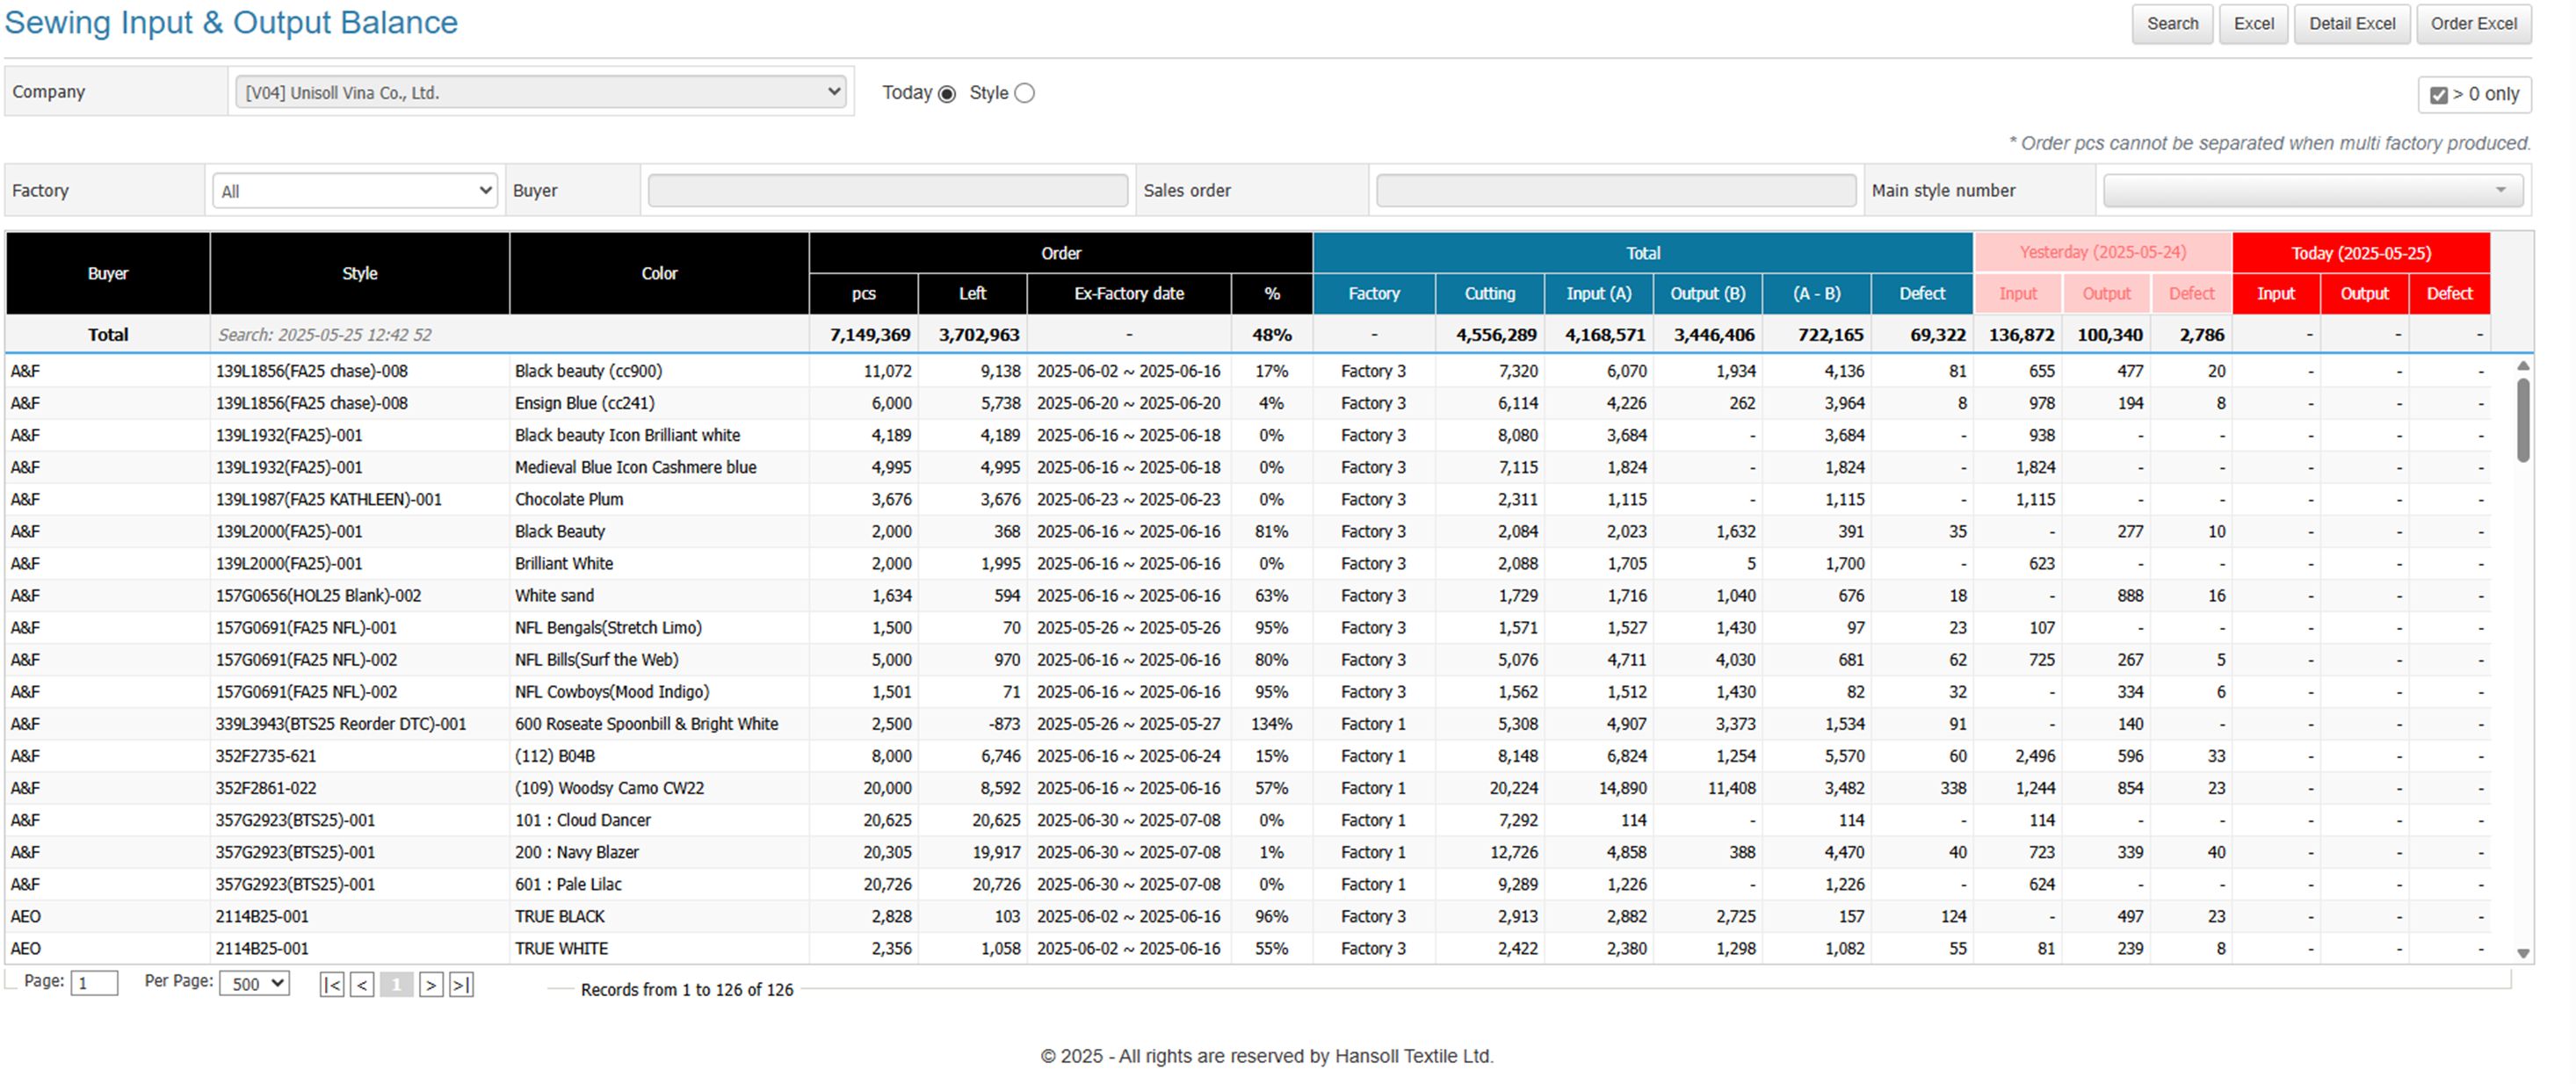 Sewing Input & Output Balance
Search Excel Detail Excel Order Excel
Company [V04] Unisoll Vina Co., Ltd. Today Style > 0 only
* Order pcs cannot be separated when multi factory produced.
Factory All Buyer Sales order Main style number
Buyer Style Color Order Total Yesterday (2025-05-24) Today (2025-05-25)
pcs Left Ex-Factory date % Factory Cutting Input (A) Output (B) (A - B) Defect Input Output Defect Input Output Defect
Total Search: 2025-05-25 12:42 52 7,149,369 3,702,963 - 48% - 4,556,289 4,168,571 3,446,406 722,165 69,322 136,872 100,340 2,786 - - -
A&F 139L1856(FA25 chase)-008 Black beauty (cc900) 11,072 9,138 2025-06-02 ~ 2025-06-16 17% Factory 3 7,320 6,070 1,934 4,136 81 655 477 20 - - -
A&F 139L1856(FA25 chase)-008 Ensign Blue (cc241) 6,000 5,738 2025-06-20 ~ 2025-06-20 4% Factory 3 6,114 4,226 262 3,964 8 978 194 8 - - -
A&F 139L1932(FA25)-001 Black beauty Icon Brilliant white 4,189 4,189 2025-06-16 ~ 2025-06-18 0% Factory 3 8,080 3,684 - 3,684 - 938 - - - - -
A&F 139L1932(FA25)-001 Medieval Blue Icon Cashmere blue 4,995 4,995 2025-06-16 ~ 2025-06-18 0% Factory 3 7,115 1,824 - 1,824 - 1,824 - - - - -
A&F 139L1987(FA25 KATHLEEN)-001 Chocolate Plum 3,676 3,676 2025-06-23 ~ 2025-06-23 0% Factory 3 2,311 1,115 - 1,115 - 1,115 - - - - -
A&F 139L2000(FA25)-001 Black Beauty 2,000 368 2025-06-16 ~ 2025-06-16 81% Factory 3 2,084 2,023 1,632 391 35 - 277 10 - - -
A&F 139L2000(FA25)-001 Brilliant White 2,000 1,995 2025-06-16 ~ 2025-06-16 0% Factory 3 2,088 1,705 5 1,700 - 623 - - - - -
A&F 157G0656(HOL25 Blank)-002 White sand 1,634 594 2025-06-16 ~ 2025-06-16 63% Factory 3 1,729 1,716 1,040 676 18 - 888 16 - - -
A&F 157G0691(FA25 NFL)-001 NFL Bengals(Stretch Limo) 1,500 70 2025-05-26 ~ 2025-05-26 95% Factory 3 1,571 1,527 1,430 97 23 107 - - - - -
A&F 157G0691(FA25 NFL)-002 NFL Bills(Surf the Web) 5,000 970 2025-06-16 ~ 2025-06-16 80% Factory 3 5,076 4,711 4,030 681 62 725 267 5 - - -
A&F 157G0691(FA25 NFL)-002 NFL Cowboys(Mood Indigo) 1,501 71 2025-06-16 ~ 2025-06-16 95% Factory 3 1,562 1,512 1,430 82 32 - 334 6 - - -
A&F 339L3943(BTS25 Reorder DTC)-001 600 Roseate Spoonbill & Bright White 2,500 -873 2025-05-26 ~ 2025-05-27 134% Factory 1 5,308 4,907 3,373 1,534 91 - 140 - - - -
A&F 352F2735-621 (112) B04B 8,000 6,746 2025-06-16 ~ 2025-06-24 15% Factory 1 8,148 6,824 1,254 5,570 60 2,496 596 33 - - -
A&F 352F2861-022 (109) Woodsy Camo CW22 20,000 8,592 2025-06-16 ~ 2025-06-16 57% Factory 1 20,224 14,890 11,408 3,482 338 1,244 854 23 - - -
A&F 357G2923(BTS25)-001 101 : Cloud Dancer 20,625 20,625 2025-06-30 ~ 2025-07-08 0% Factory 1 7,292 114 - 114 - 114 - - - - -
A&F 357G2923(BTS25)-001 200 : Navy Blazer 20,305 19,917 2025-06-30 ~ 2025-07-08 1% Factory 1 12,726 4,858 388 4,470 40 723 339 40 - - -
A&F 357G2923(BTS25)-001 601 : Pale Lilac 20,726 20,726 2025-06-30 ~ 2025-07-08 0% Factory 1 9,289 1,226 - 1,226 - 624 - - - - -
AEO 2114B25-001 TRUE BLACK 2,828 103 2025-06-02 ~ 2025-06-16 96% Factory 3 2,913 2,882 2,725 157 124 - 497 23 - - -
AEO 2114B25-001 TRUE WHITE 2,356 1,058 2025-06-02 ~ 2025-06-16 55% Factory 3 2,422 2,380 1,298 1,082 55 81 239 8 - - -
Page: 1 Per Page: 500 |< < 1 > >| Records from 1 to 126 of 126
© 2025 - All rights are reserved by Hansoll Textile Ltd.